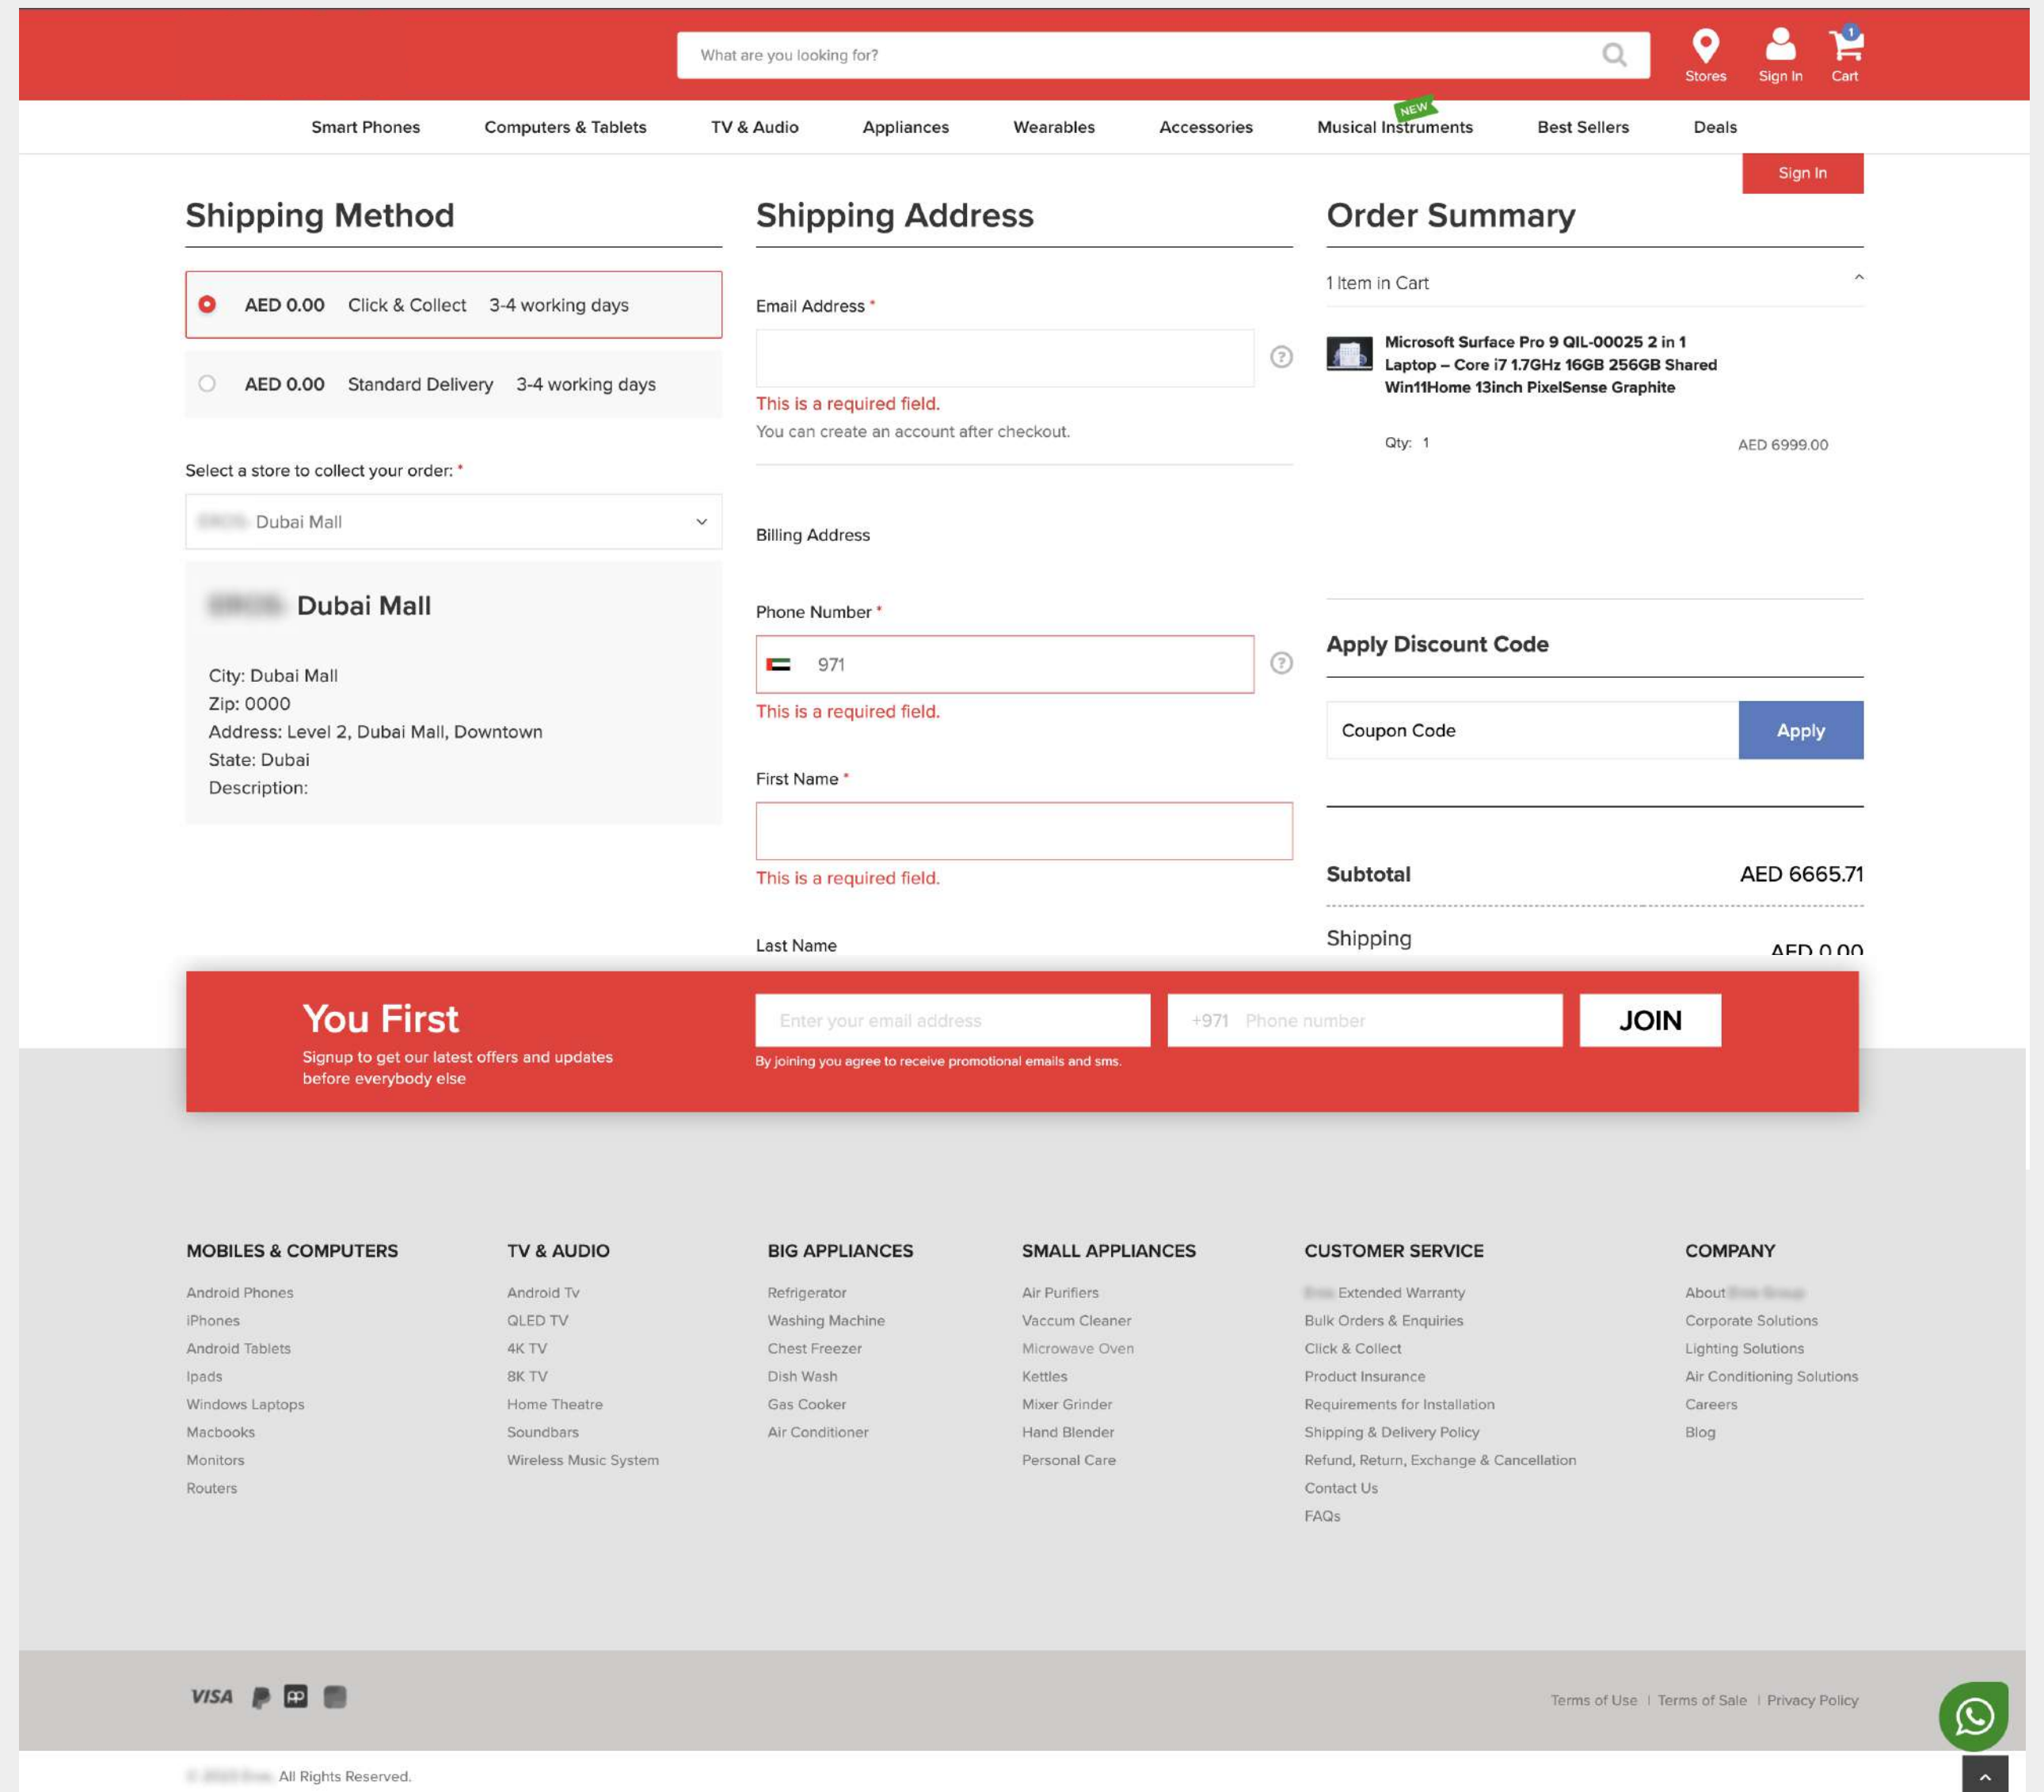 What are you looking for?
Stores
Sign In
1
Cart
Smart Phones
Computers & Tablets
TV & Audio
Appliances
Wearables
Accessories
Musical Instruments
NEW
Best Sellers
Deals
Sign In
Shipping Method
AED 0.00 Click & Collect 3-4 working days
AED 0.00 Standard Delivery 3-4 working days
Select a store to collect your order: *
Dubai Mall
Dubai Mall
City: Dubai Mall
Zip: 0000
Address: Level 2, Dubai Mall, Downtown
State: Dubai
Description:
Shipping Address
Email Address *
?
This is a required field.
You can create an account after checkout.
Billing Address
Phone Number *
971
?
This is a required field.
First Name *
This is a required field.
Last Name
Order Summary
1 Item in Cart
Microsoft Surface Pro 9 QIL-00025 2 in 1
Laptop – Core i7 1.7GHz 16GB 256GB Shared
Win11Home 13inch PixelSense Graphite
Qty: 1 AED 6999.00
Apply Discount Code
Coupon Code
Apply
Subtotal AED 6665.71
Shipping AED 0.00
You First
Signup to get our latest offers and updates
before everybody else
Enter your email address
+971 Phone number
JOIN
By joining you agree to receive promotional emails and sms.
MOBILES & COMPUTERS
Android Phones
iPhones
Android Tablets
Ipads
Windows Laptops
Macbooks
Monitors
Routers
TV & AUDIO
Android Tv
QLED TV
4K TV
8K TV
Home Theatre
Soundbars
Wireless Music System
BIG APPLIANCES
Refrigerator
Washing Machine
Chest Freezer
Dish Wash
Gas Cooker
Air Conditioner
SMALL APPLIANCES
Air Purifiers
Vaccum Cleaner
Microwave Oven
Kettles
Mixer Grinder
Hand Blender
Personal Care
CUSTOMER SERVICE
Extended Warranty
Bulk Orders & Enquiries
Click & Collect
Product Insurance
Requirements for Installation
Shipping & Delivery Policy
Refund, Return, Exchange & Cancellation
Contact Us
FAQs
COMPANY
About
Corporate Solutions
Lighting Solutions
Air Conditioning Solutions
Careers
Blog
VISA
Terms of Use | Terms of Sale | Privacy Policy
All Rights Reserved.